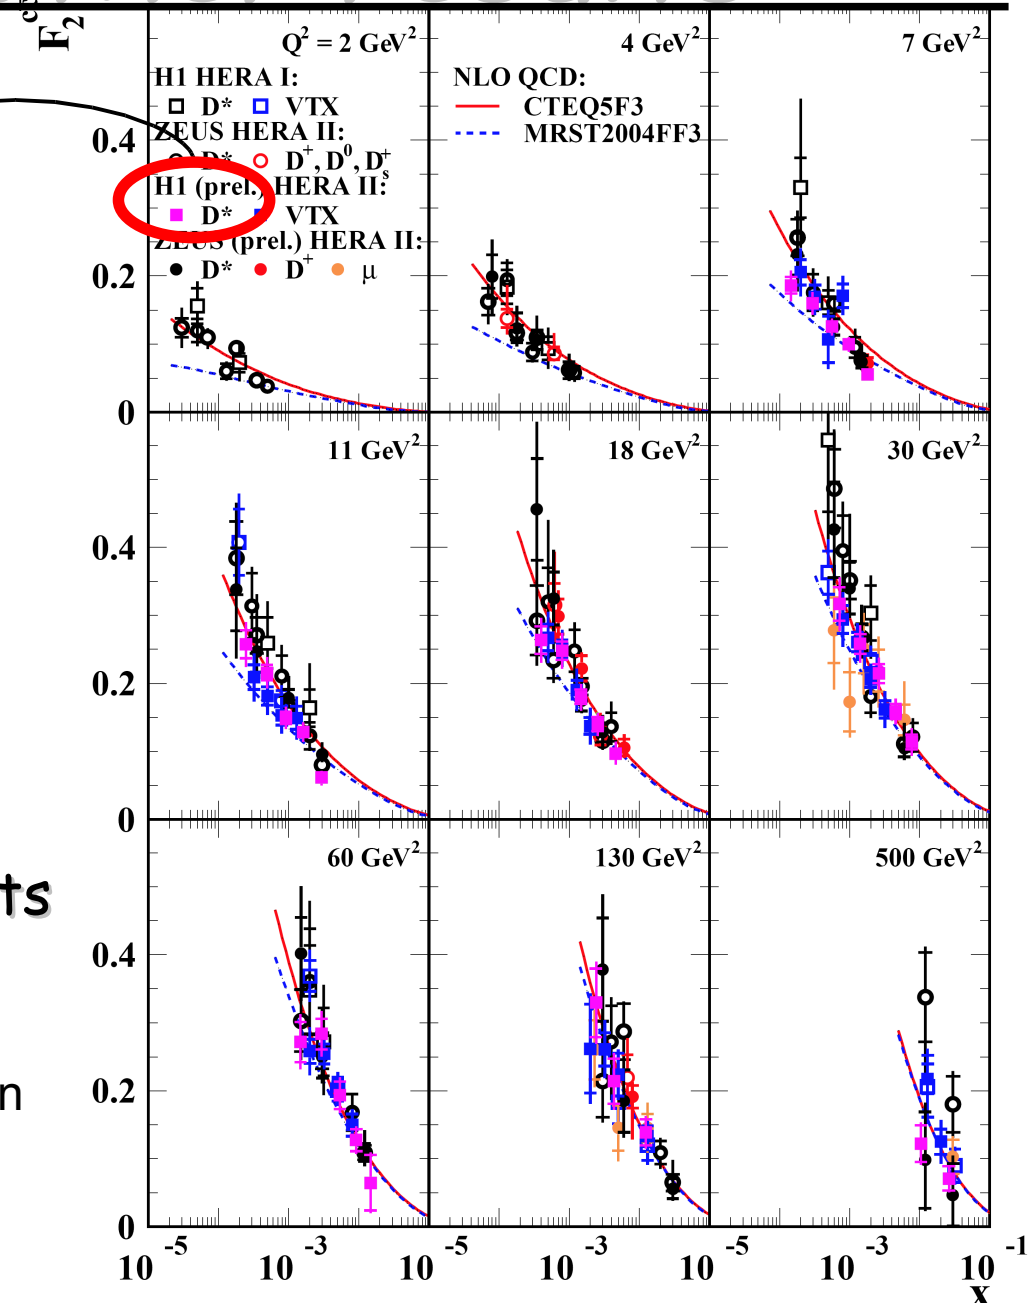 F₂ᶜ
Q² = 2 GeV²
4 GeV²
7 GeV²
H1 HERA I:
D* VTX
ZEUS HERA II:
D* D⁺, D⁰, Dₛ⁺
H1 (prel.) HERA II:
D* VTX
ZEUS (prel.) HERA II:
D* D⁺ μ
NLO QCD:
CTEQ5F3
MRST2004FF3
0.4
0.2
0
11 GeV²
18 GeV²
30 GeV²
0.4
0.2
0
60 GeV²
130 GeV²
500 GeV²
0.4
0.2
0
10⁻⁵ 10⁻³ 10 10⁻⁵ 10⁻³ 10 10⁻⁵ 10⁻³ 10⁻¹
x
ts
n